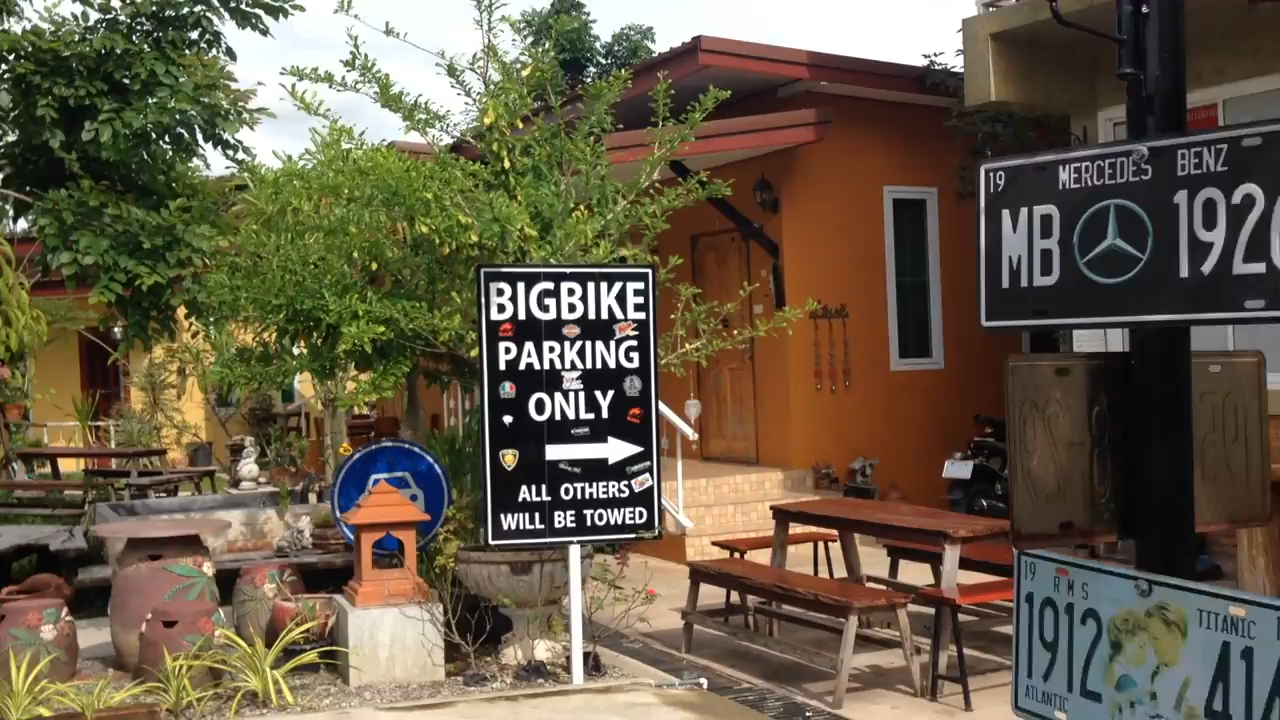 BIGBIKE
PARKING
ONLY
ALL OTHERS
WILL BE TOWED
19 MERCEDES BENZ
MB 192
19 RMS
1912 TITANIC
ATLANTIC 414